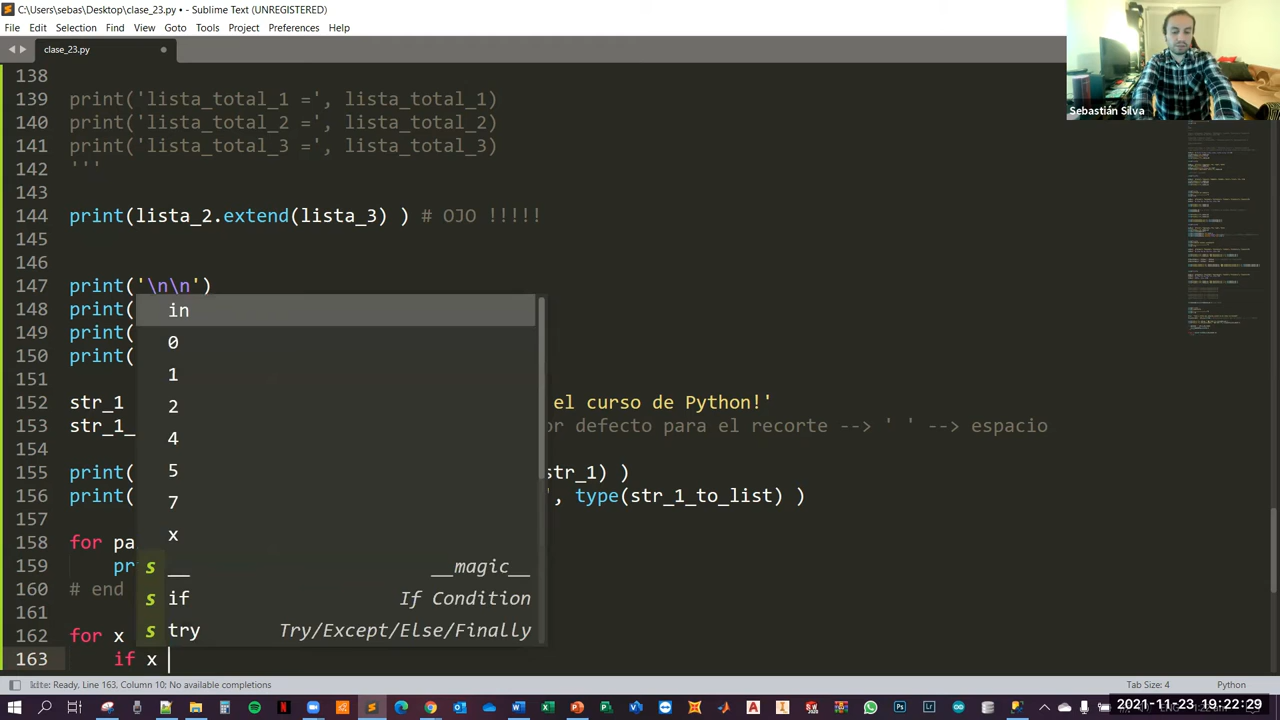 C:\Users\sebas\Desktop\clase_23.py • - Sublime Text (UNREGISTERED)
File Edit Selection Find View Goto Tools Project Preferences Help
clase_23.py
Sebastián Silva
138
139 print('lista_total_1 =', lista_total_1)
140 print('lista_total_2 =', lista_total_2)
141 print('lista_total_3 =', lista_total_3)
142 '''
143
144 print(lista_2.extend(lista_3) ) # OJO !!!!!
145
146
147 print('\n\n')
148 print(
in
149 print(
0
150 print(
1
151
2
152 str_1 el curso de Python!'
153 str_1_ or defecto para el recorte --> ' ' --> espacio
4
154
5
155 print( str_1) )
156 print( ', type(str_1_to_list) )
7
157
x
158 for pa
159 pr
s __ __magic__
160 # end
s if If Condition
161
162 for x
s try Try/Except/Else/Finally
163 if x
Ready, Line 163, Column 10; No available completions
Tab Size: 4
Python
2021-11-23 19:22:29